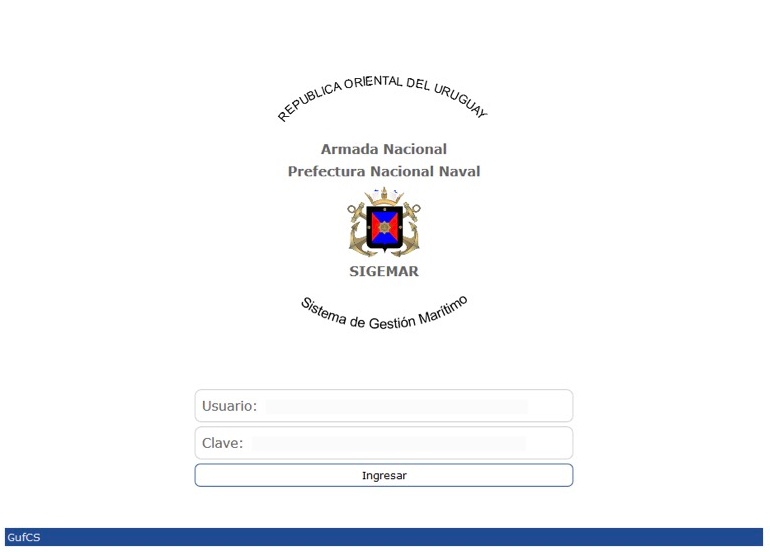 REPUBLICA ORIENTAL DEL URUGUAY
Armada Nacional
Prefectura Nacional Naval
SIGEMAR
Sistema de Gestión Marítimo
Usuario:
Clave:
Ingresar
GufCS